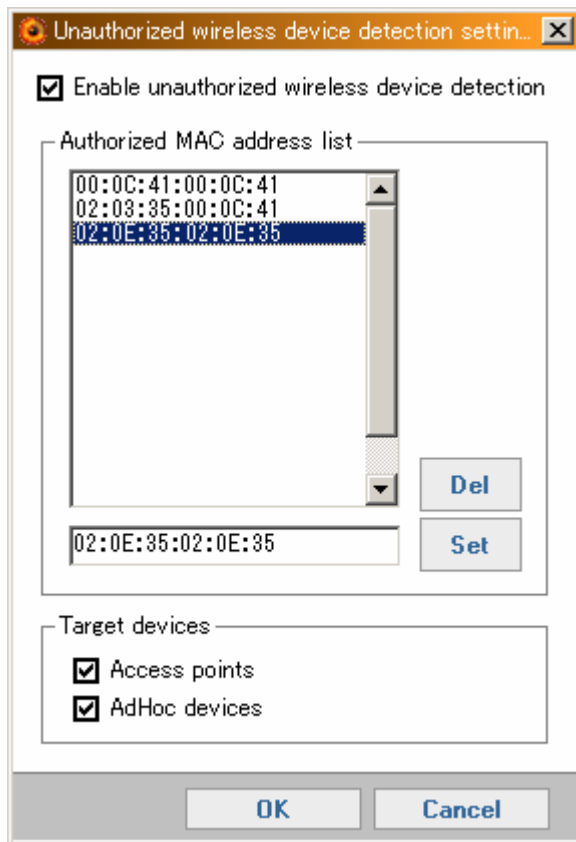 Unauthorized wireless device detection settin...
Enable unauthorized wireless device detection
Authorized MAC address list
00:0C:41:00:0C:41
02:03:35:00:0C:41
02:0E:35:02:0E:35
Del
02:0E:35:02:0E:35
Set
Target devices
Access points
AdHoc devices
OK
Cancel